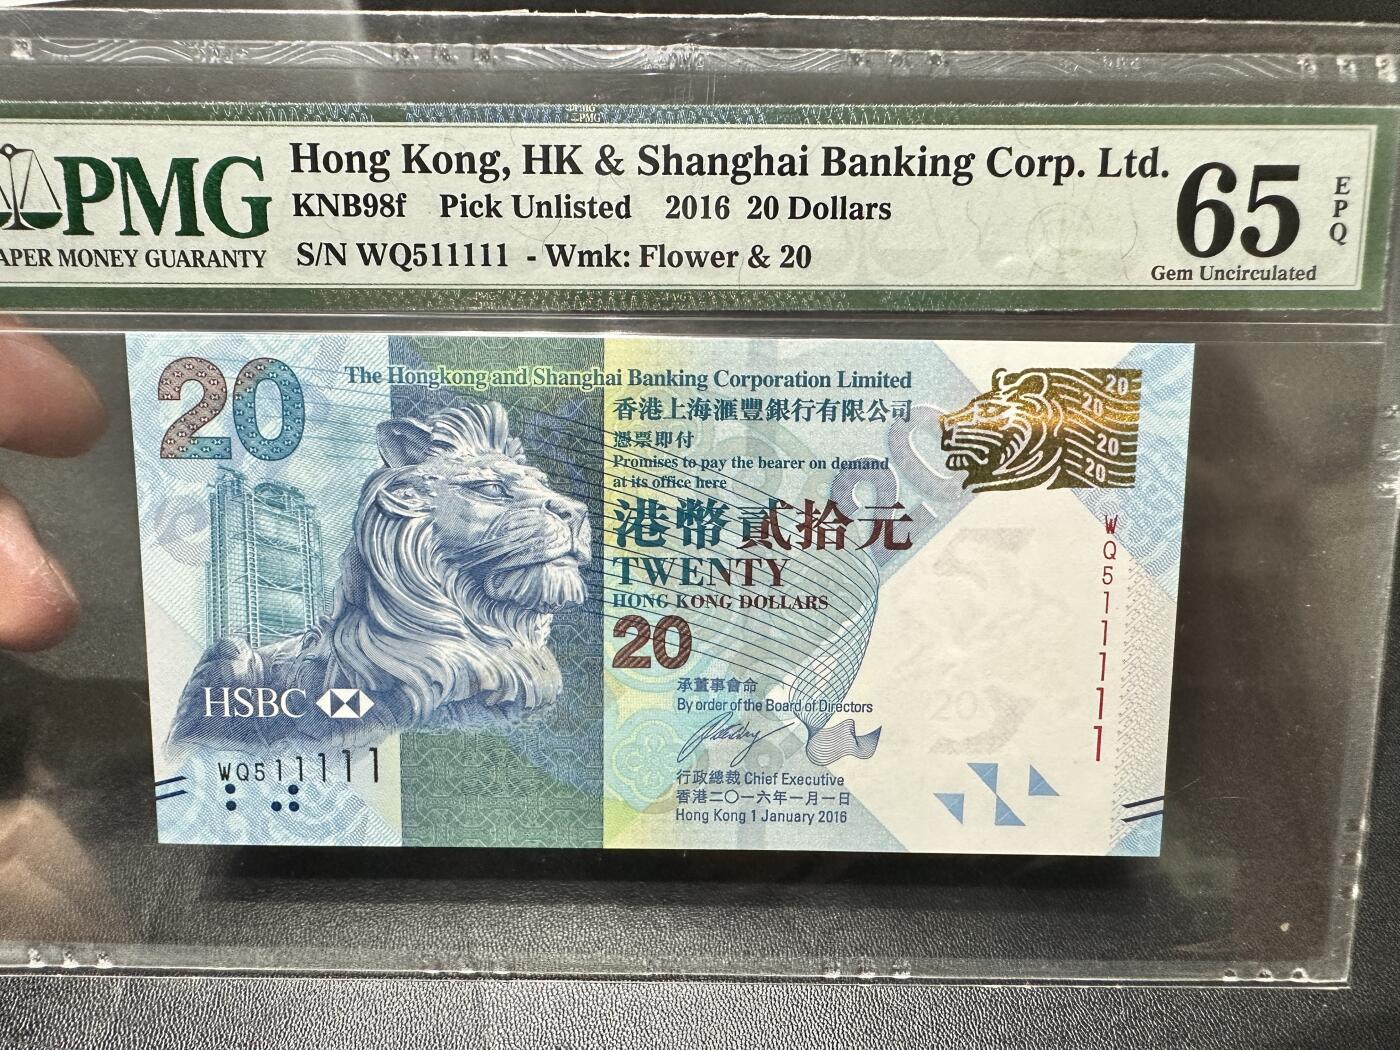 PMG
PAPER MONEY GUARANTY
Hong Kong, HK & Shanghai Banking Corp. Ltd.
KNB98f Pick Unlisted 2016 20 Dollars
S/N WQ511111 - Wmk: Flower & 20
65
EPQ
Gem Uncirculated
20
The Hongkong and Shanghai Banking Corporation Limited
香港上海滙豐銀行有限公司
憑票即付
Promises to pay the bearer on demand
at its office here
港幣貳拾元
TWENTY
HONG KONG DOLLARS
20
承董事會命
By order of the Board of Directors
行政總裁 Chief Executive
香港二〇一六年一月一日
Hong Kong 1 January 2016
HSBC
WQ511111
20
20
20
20
WQ511111
20